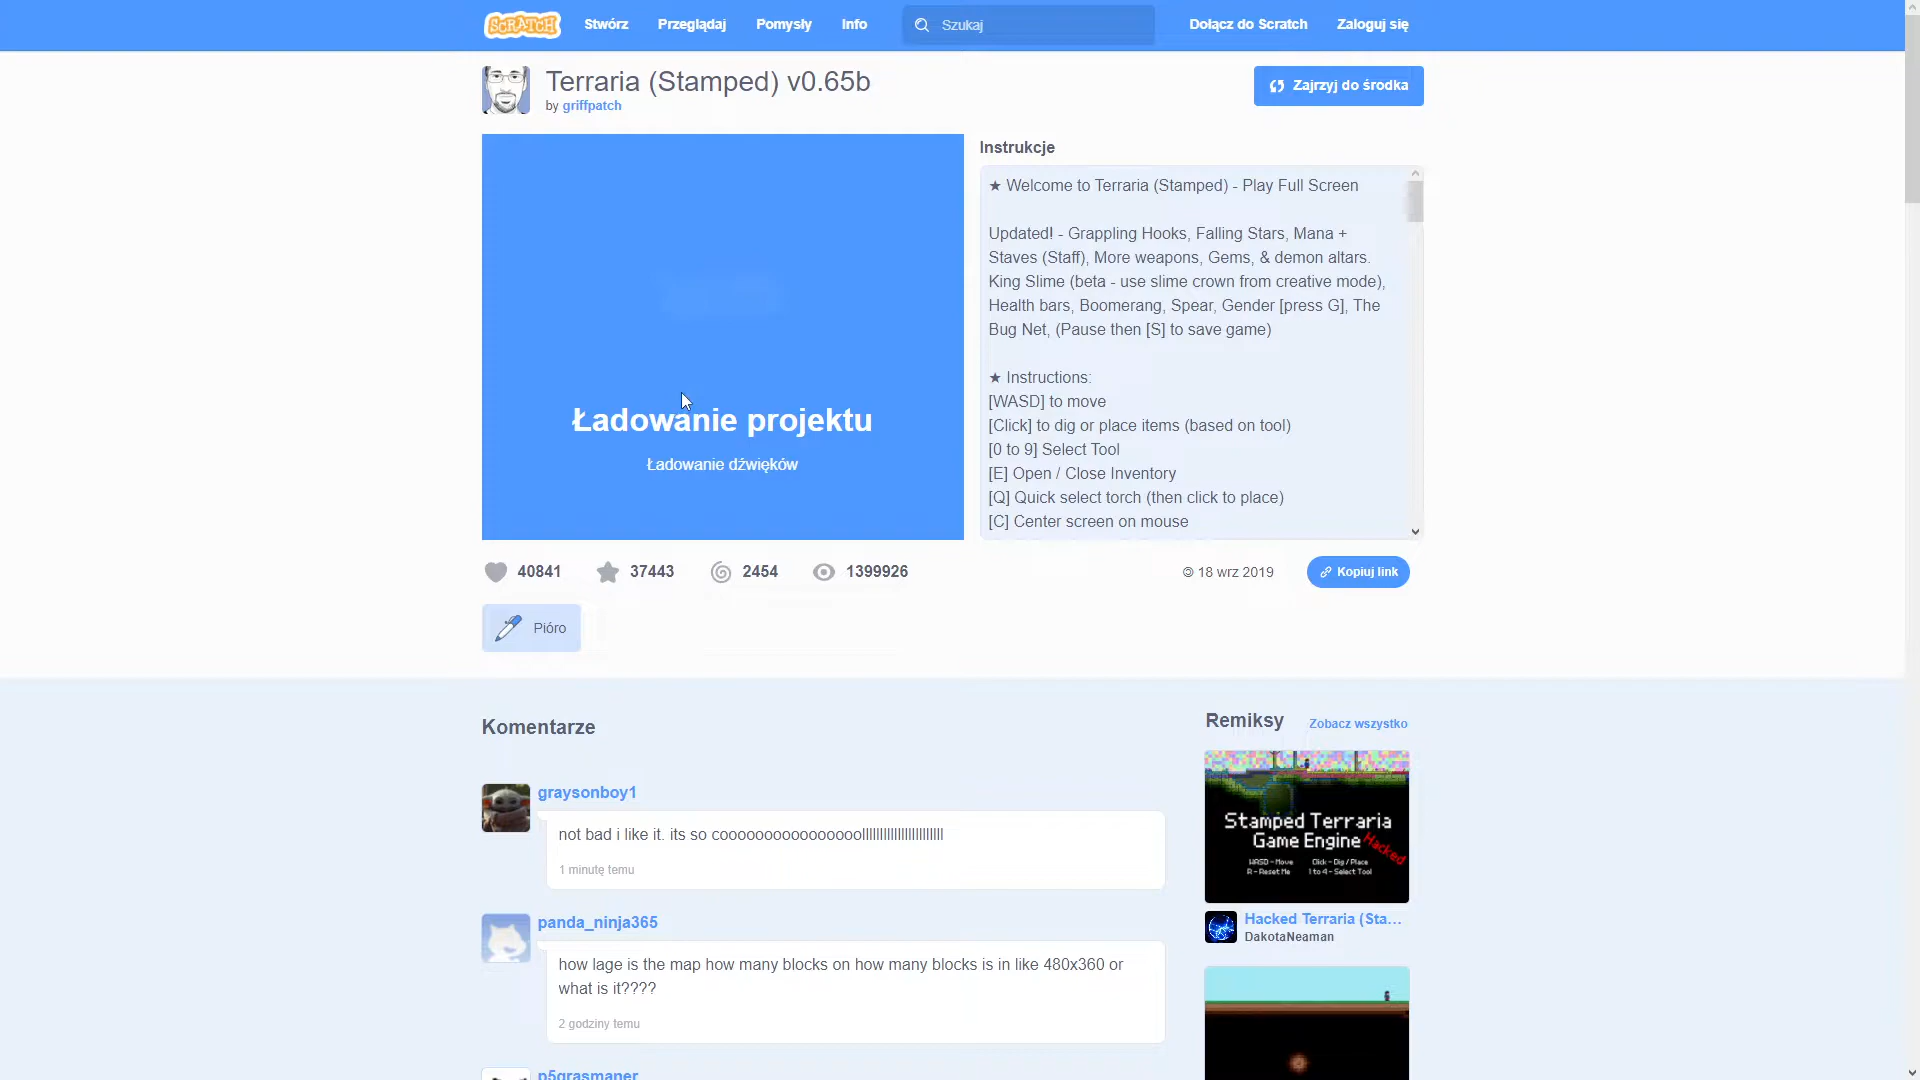 SCRATCH Stwórz Przeglądaj Pomysły Info Szukaj Dołącz do Scratch Zaloguj się
Terraria (Stamped) v0.65b
by griffpatch
Zajrzyj do środka
Ładowanie projektu
Ładowanie dźwięków
Instrukcje
★ Welcome to Terraria (Stamped) - Play Full Screen
Updated! - Grappling Hooks, Falling Stars, Mana +
Staves (Staff), More weapons, Gems, & demon altars.
King Slime (beta - use slime crown from creative mode),
Health bars, Boomerang, Spear, Gender [press G], The
Bug Net, (Pause then [S] to save game)
★ Instructions:
[WASD] to move
[Click] to dig or place items (based on tool)
[0 to 9] Select Tool
[E] Open / Close Inventory
[Q] Quick select torch (then click to place)
[C] Center screen on mouse
40841 37443 2454 1399926
© 18 wrz 2019
Kopiuj link
Pióro
Komentarze
graysonboy1
not bad i like it. its so coooooooooooooooolllllllllllllllllllllll
1 minutę temu
panda_ninja365
how lage is the map how many blocks on how many blocks is in like 480x360 or
what is it????
2 godziny temu
p5grasmaner
Remiksy Zobacz wszystko
Stamped Terraria
Game Engine
Hacked
WASD - Move Click - Dig / Place
R - Reset Me 1 to 4 - Select Tool
Hacked Terraria (Sta...
DakotaNeaman